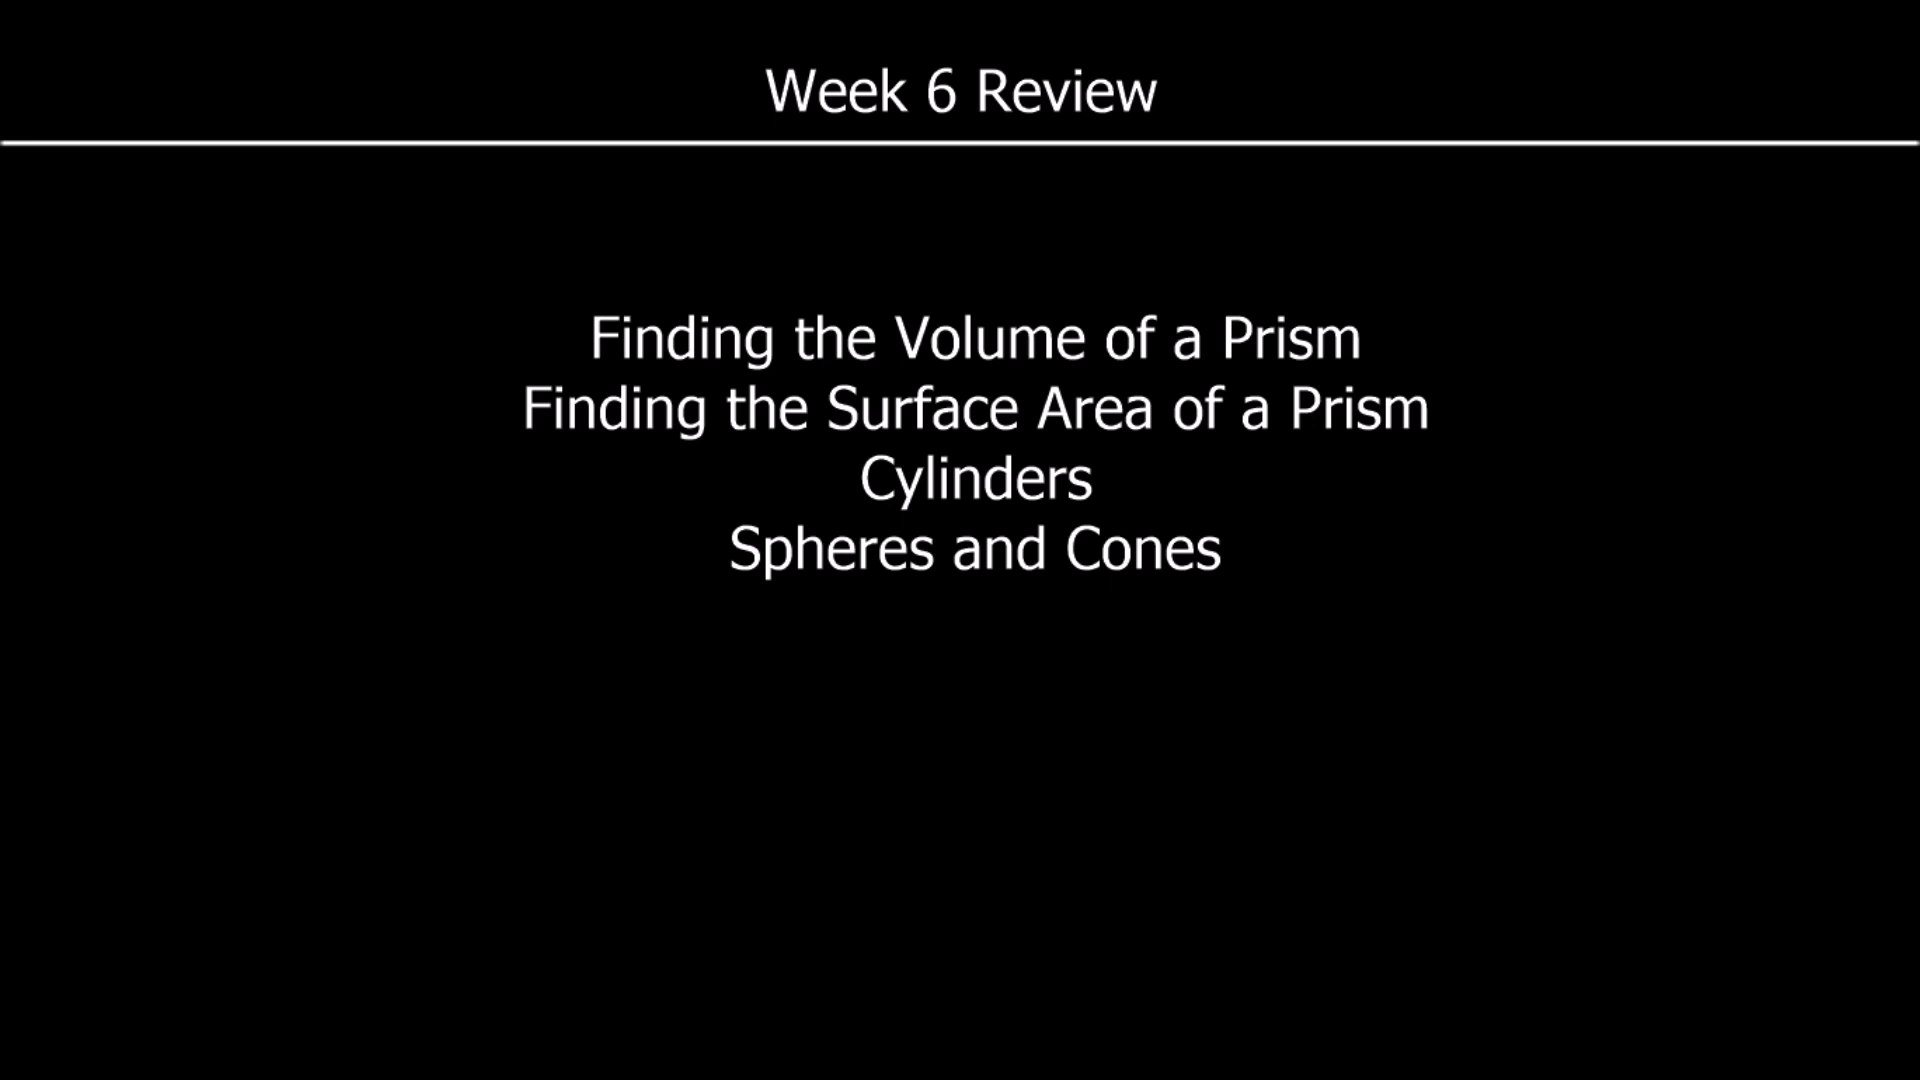 Week 6 Review
Finding the Volume of a Prism
Finding the Surface Area of a Prism
Cylinders
Spheres and Cones